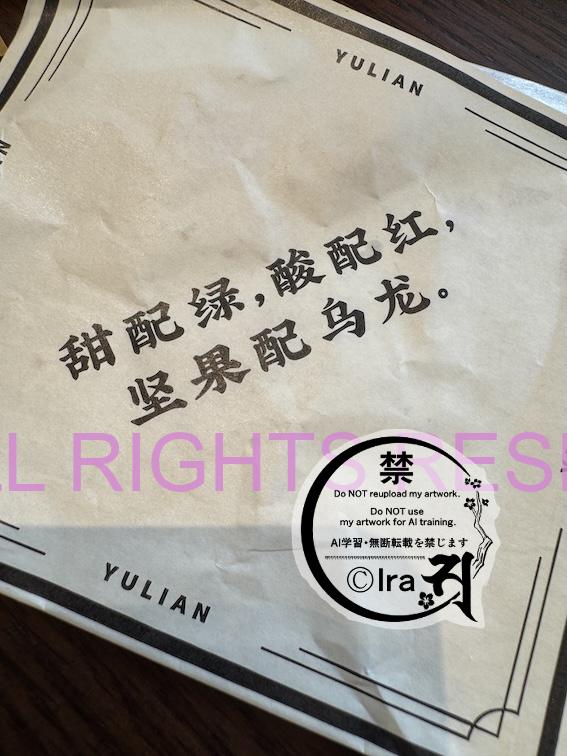 YULIAN
甜配绿,酸配红,
坚果配乌龙。
ALL RIGHTS RESE
禁
Do NOT reupload my artwork.
Do NOT use
my artwork for AI training.
AI学習・無断転載を禁じます
©Ira
YULIAN